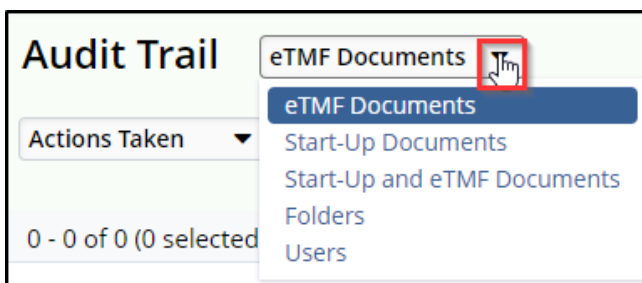 Audit Trail
eTMF Documents
eTMF Documents
Actions Taken
Start-Up Documents
Start-Up and eTMF Documents
Folders
0 - 0 of 0 (0 selected
Users